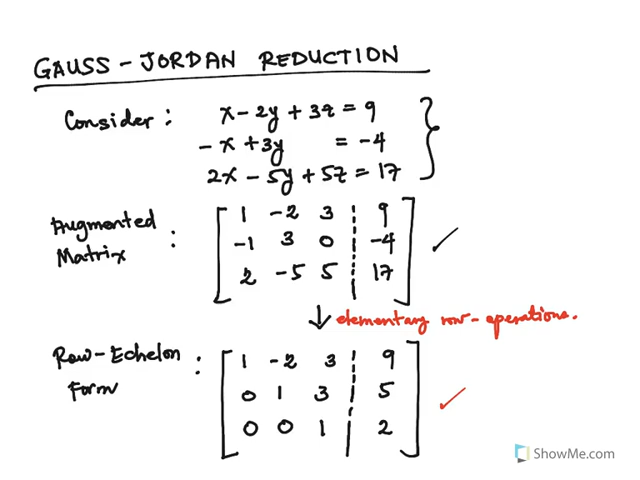 GAUSS - JORDAN REDUCTION
Consider : x - 2y + 3z = 9
- x + 3y = -4
2x - 5y + 5z = 17
Augmented Matrix :
1 -2 3 9
-1 3 0 -4
2 -5 5 17
elementary row-operations.
Row-Echelon Form :
1 -2 3 9
0 1 3 5
0 0 1 2
ShowMe.com